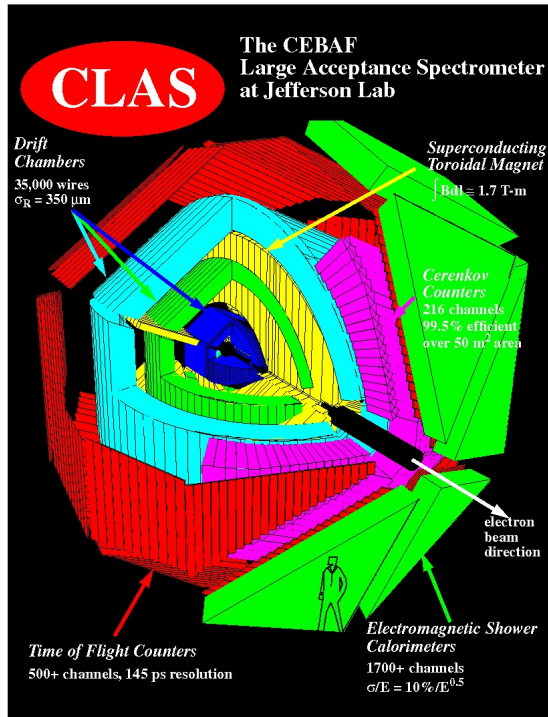 CLAS
The CEBAF
Large Acceptance Spectrometer
at Jefferson Lab
Drift
Chambers
35,000 wires
σR = 350 μm
Superconducting
Toroidal Magnet
∫Bdl ≅ 1.7 T-m
Cerenkov
Counters
216 channels
99.5% efficient
over 50 m² area
electron
beam
direction
Time of Flight Counters
500+ channels, 145 ps resolution
Electromagnetic Shower
Calorimeters
1700+ channels
σ/E = 10%/E^0.5